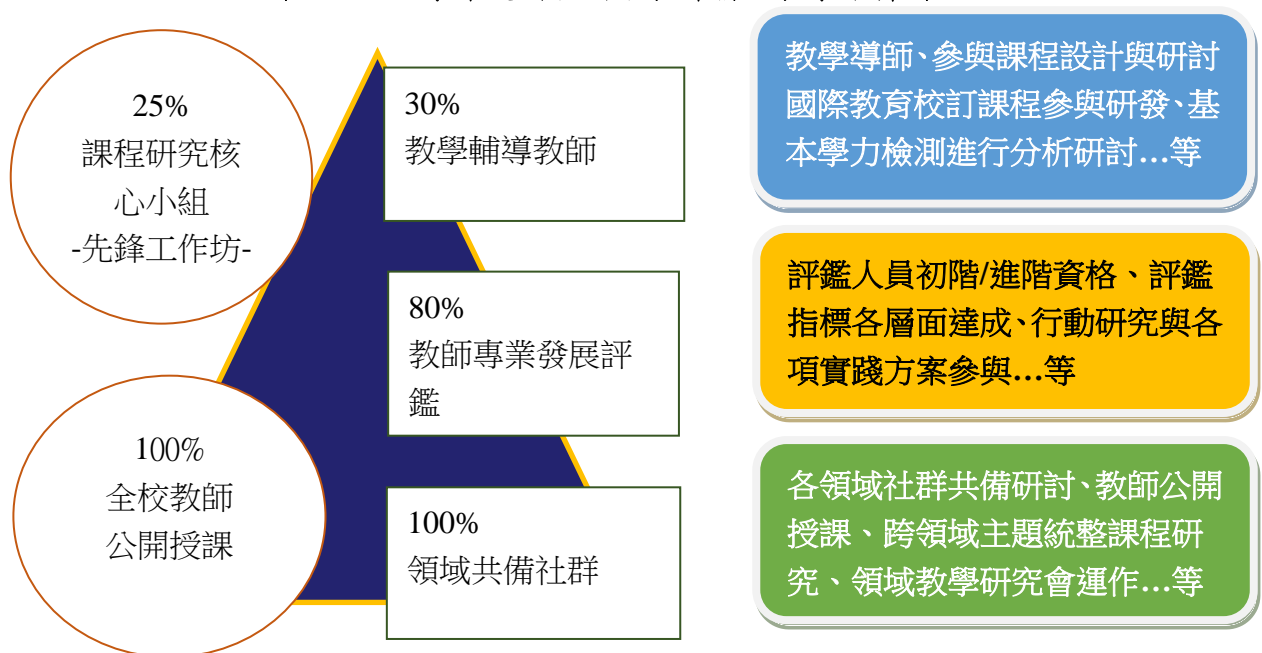 25%
課程研究核
心小組
-先鋒工作坊-
100%
全校教師
公開授課
30%
教學輔導教師
80%
教師專業發展評
鑑
100%
領域共備社群
教學導師、參與課程設計與研討
國際教育校訂課程參與研發、基
本學力檢測進行分析研討…等
評鑑人員初階/進階資格、評鑑
指標各層面達成、行動研究與各
項實踐方案參與…等
各領域社群共備研討、教師公開
授課、跨領域主題統整課程研
究、領域教學研究會運作…等